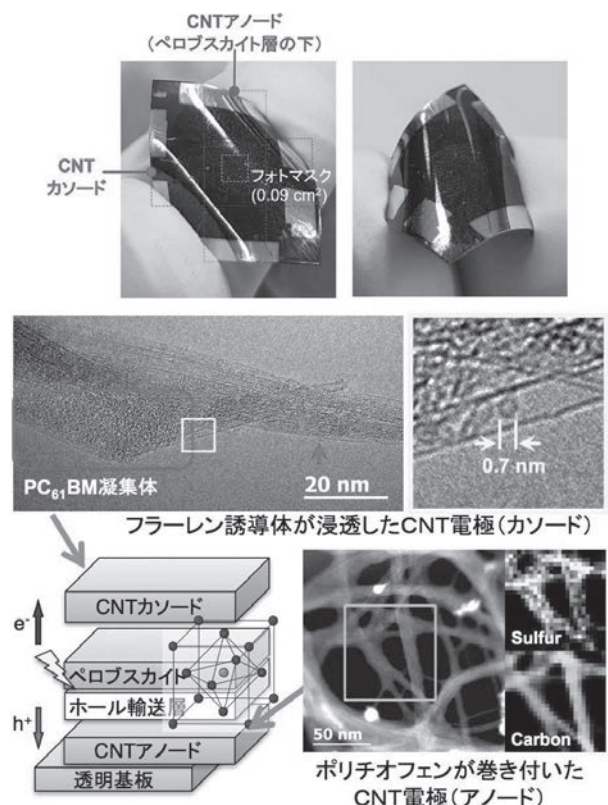 CNTアノード
(ペロブスカイト層の下)
CNT
カソード
フォトマスク
(0.09 cm²)
PC₆₁BM凝集体
20 nm
0.7 nm
フラーレン誘導体が浸透したCNT電極(カソード)
CNTカソード
e⁻
ペロブスカイト
ホール輸送層
h⁺
CNTアノード
透明基板
Sulfur
50 nm
Carbon
ポリチオフェンが巻き付いた
CNT電極(アノード)